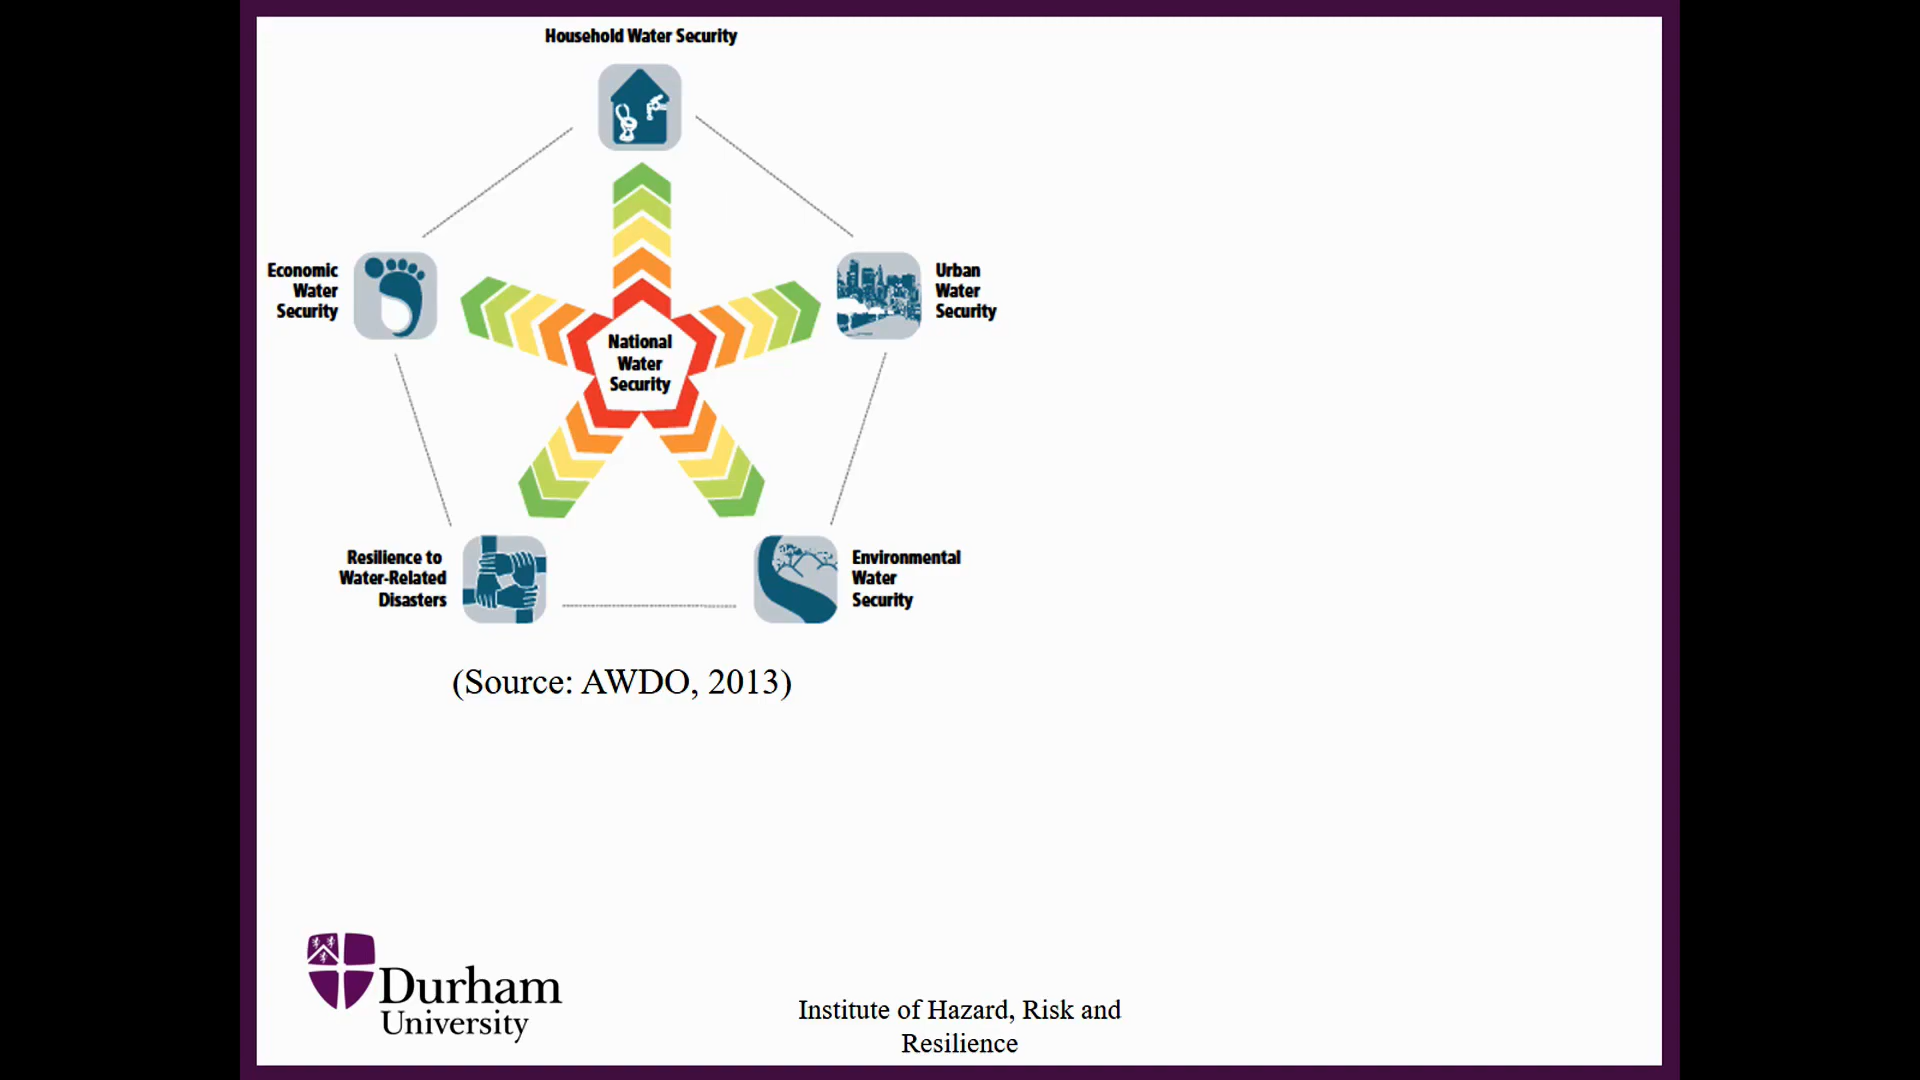 Household Water Security
Economic
Water
Security
Urban
Water
Security
National
Water
Security
Resilience to
Water-Related
Disasters
Environmental
Water
Security
(Source: AWDO, 2013)
Durham
University
Institute of Hazard, Risk and
Resilience